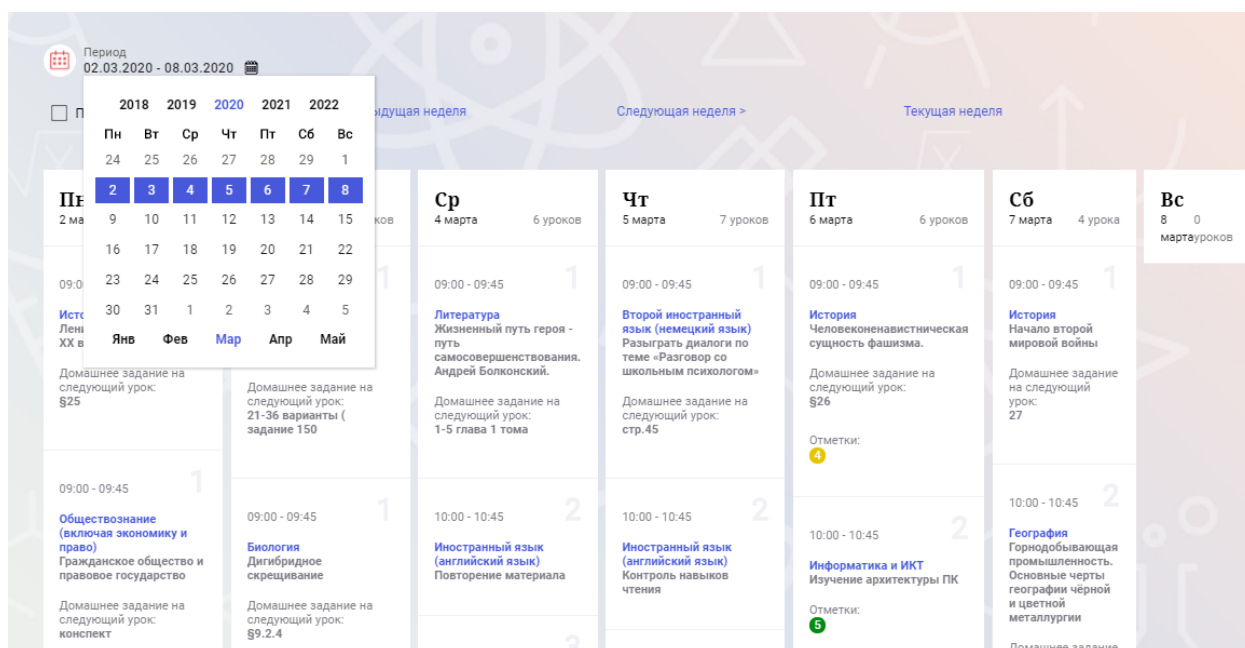 Период
02.03.2020 - 08.03.2020
2018 2019 2020 2021 2022
Пн Вт Ср Чт Пт Сб Вс
24 25 26 27 28 29 1
2 3 4 5 6 7 8
9 10 11 12 13 14 15
16 17 18 19 20 21 22
23 24 25 26 27 28 29
30 31 1 2 3 4 5
Янв Фев Мар Апр Май
неделя
Следующая неделя >
Текущая неделя
Домашнее задание на
следующий урок:
§25
09:00 - 09:45
1
Обществознание
(включая экономику и
право)
Гражданское общество и
правовое государство
Домашнее задание на
следующий урок:
конспект
1
Домашнее задание на
следующий урок:
21-36 варианты (
задание 150
09:00 - 09:45
1
Биология
Дигибридное
скрещивание
Домашнее задание на
следующий урок:
§9.2.4
Ср
4 марта 6 уроков
09:00 - 09:45
1
Литература
Жизненный путь героя -
путь
самосовершенствования.
Андрей Болконский.
Домашнее задание на
следующий урок:
1-5 глава 1 тома
10:00 - 10:45
2
Иностранный язык
(английский язык)
Повторение материала
3
Чт
5 марта 7 уроков
09:00 - 09:45
1
Второй иностранный
язык (немецкий язык)
Разыграть диалоги по
теме «Разговор со
школьным психологом»
Домашнее задание на
следующий урок:
стр.45
10:00 - 10:45
2
Иностранный язык
(английский язык)
Контроль навыков
чтения
Пт
6 марта 6 уроков
09:00 - 09:45
1
История
Человеконенавистническая
сущность фашизма.
Домашнее задание на
следующий урок:
§26
Отметки:
4
10:00 - 10:45
2
Информатика и ИКТ
Изучение архитектуры ПК
Отметки:
5
Сб
7 марта 4 урока
09:00 - 09:45
1
История
Начало второй
мировой войны
Домашнее задание
на следующий
урок:
27
10:00 - 10:45
2
География
Горнодобывающая
промышленность.
Основные черты
географии чёрной
и цветной
металлургии
Домашнее задание
Вс
8 0
марта уроков